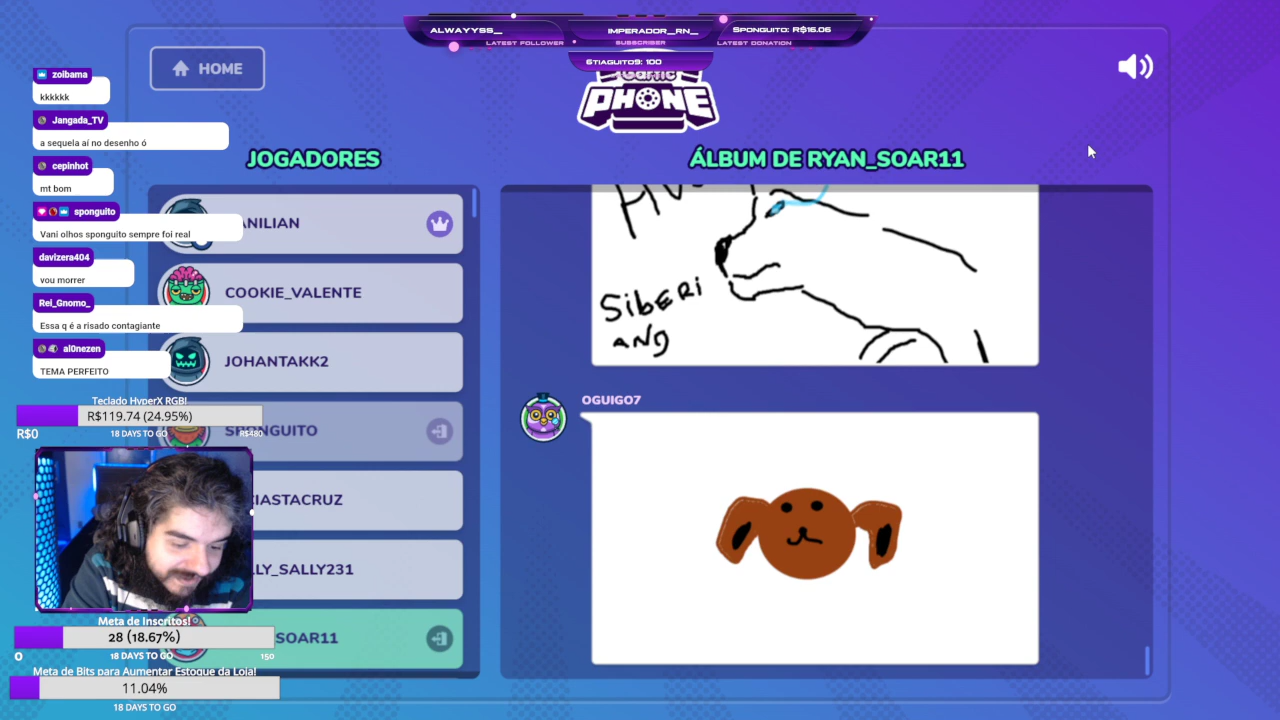 ALWAYYSS_
LATEST FOLLOWER
IMPERADOR_RN_
SUBSCRIBER
SPONGUITO: R$16.06
LATEST DONATION
6TIAGUITO9: 100
HOME
PHONE
JOGADORES
ÁLBUM DE RYAN_SOAR11
zoibama
kkkkkk
Jangada_TV
a sequela aí no desenho ó
cepinhot
mt bom
sponguito
Vani olhos sponguito sempre foi real
davizera404
vou morrer
Rei_Gnomo_
Essa q é a risado contagiante
al0nezen
TEMA PERFEITO
ANILIAN
COOKIE_VALENTE
JOHANTAKK2
SPONGUITO
IASTACRUZ
LY_SALLY231
SOAR11
SiBERi
AND
OGUIGO7
Teclado HyperX RGB!
R$119.74 (24.95%)
R$0
18 DAYS TO GO
R$480
Meta de Inscritos!
28 (18.67%)
0
18 DAYS TO GO
150
Meta de Bits para Aumentar Estoque da Loja!
11.04%
18 DAYS TO GO